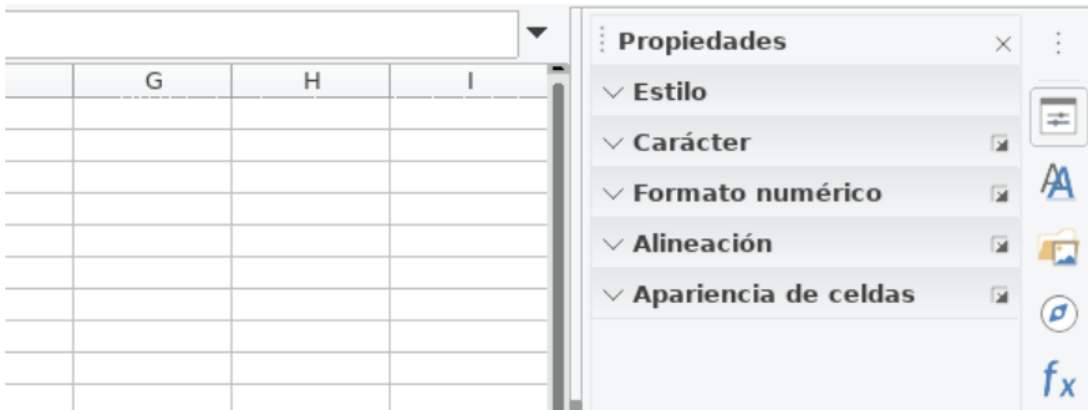 Propiedades
G H I
Estilo
Carácter
Formato numérico
Alineación
Apariencia de celdas
fx